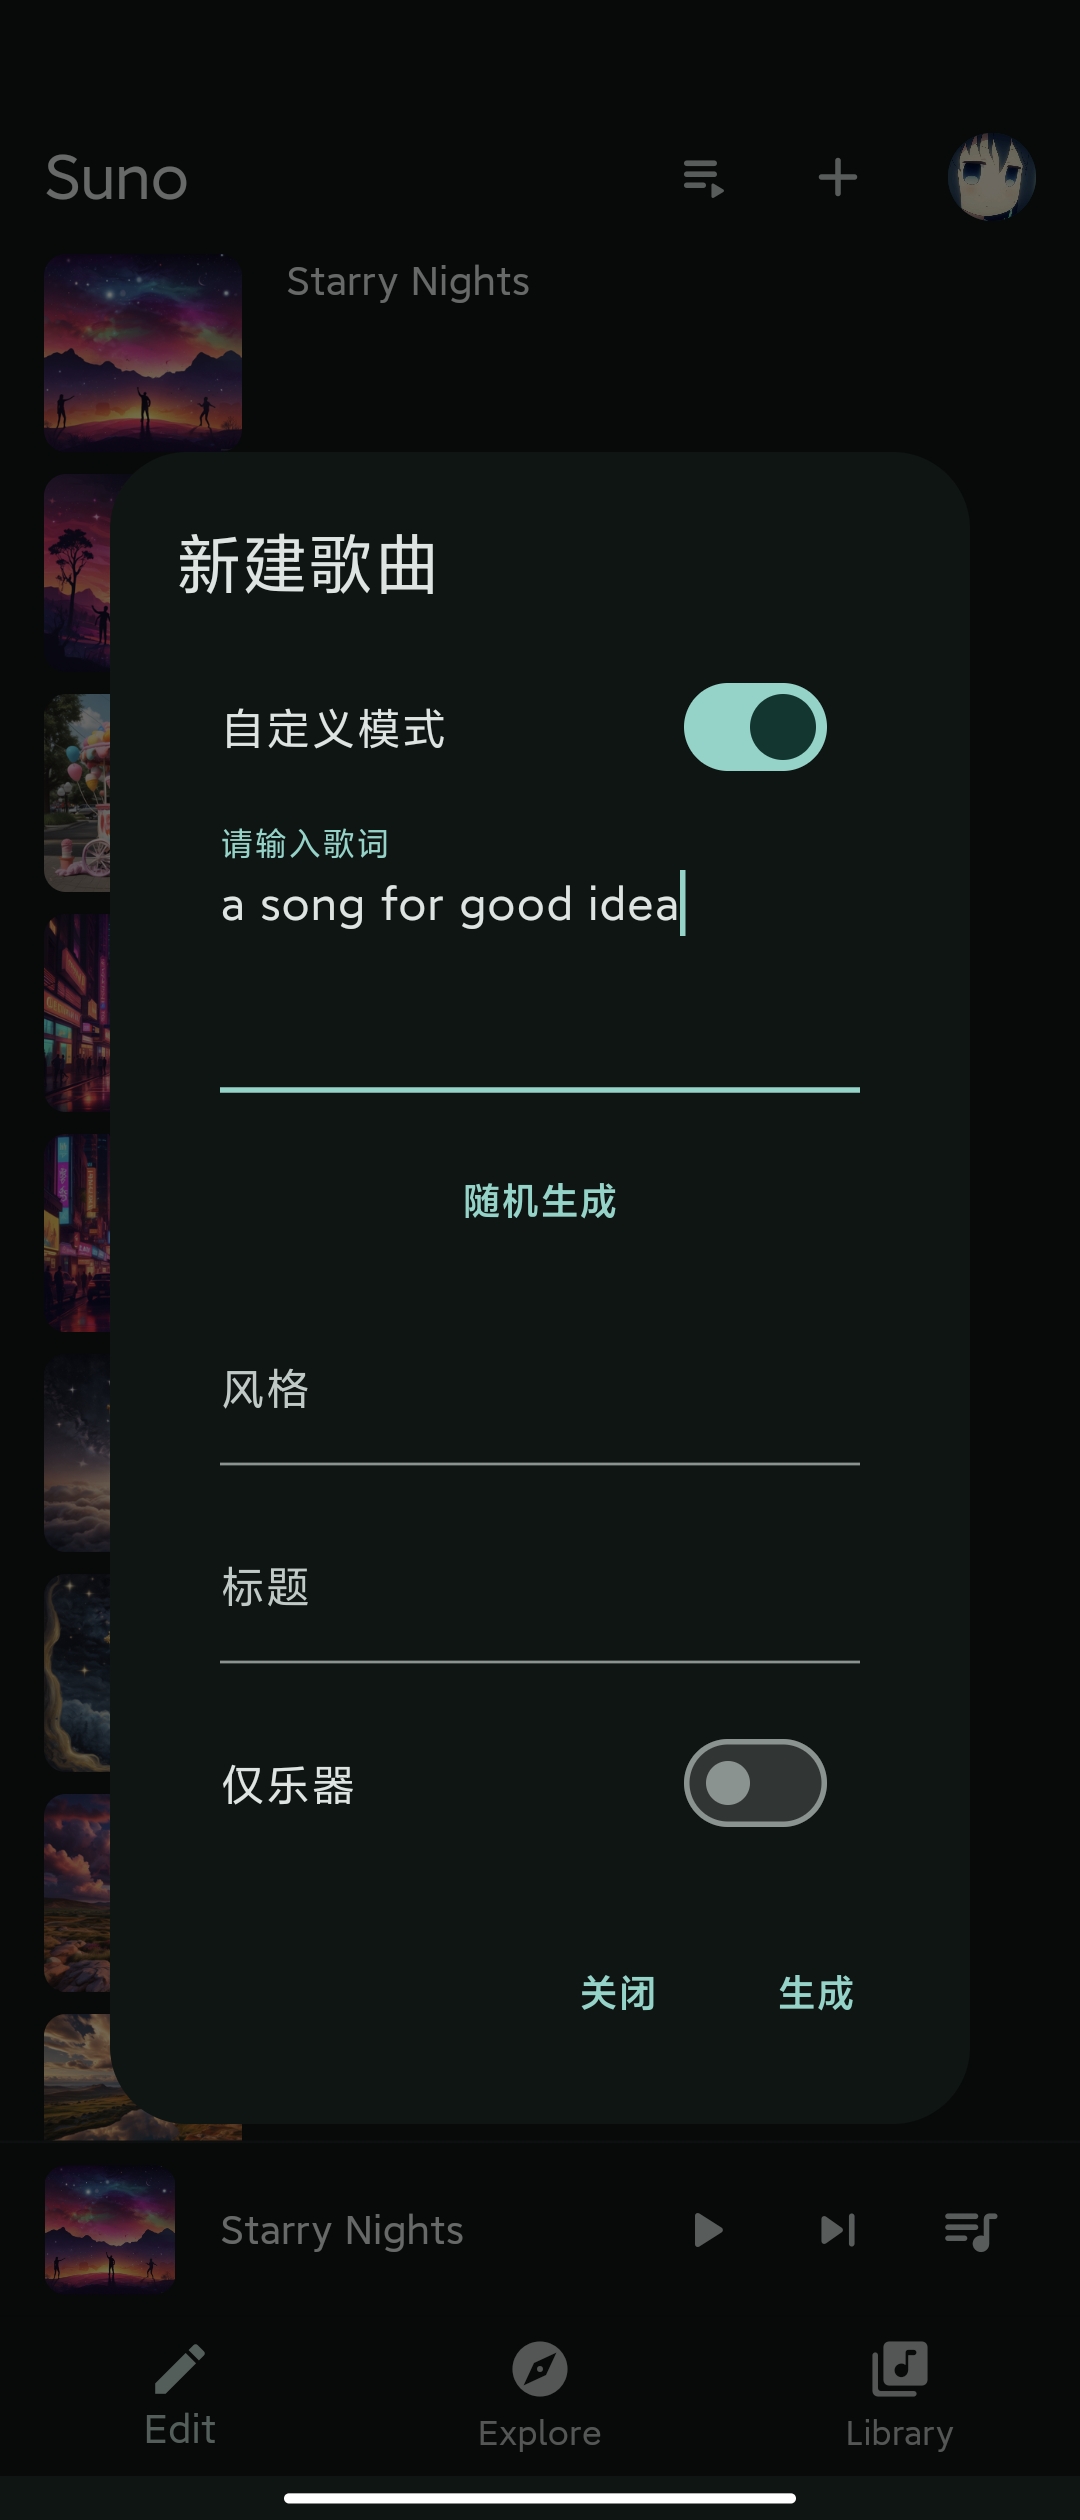 Suno
Starry Nights
新建歌曲
自定义模式
请输入歌词
a song for good idea
随机生成
风格
标题
仅乐器
关闭
生成
Starry Nights
Edit
Explore
Library